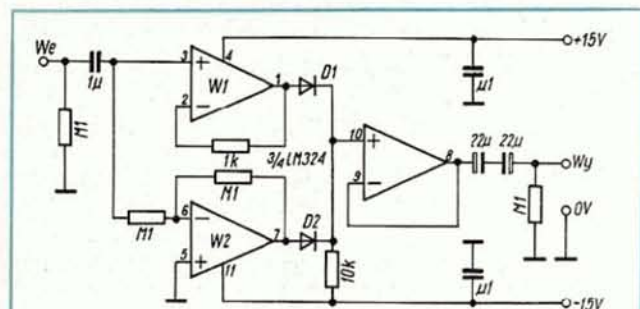 We
1µ
M1
3
+
2
−
4
W1
1
D1
1k
3/4 LM324
M1
M1
6
−
5
+
W2
7
11
D2
10k
10
+
9
−
8
22µ
22µ
Wy
M1
0V
+15V
µ1
µ1
-15V